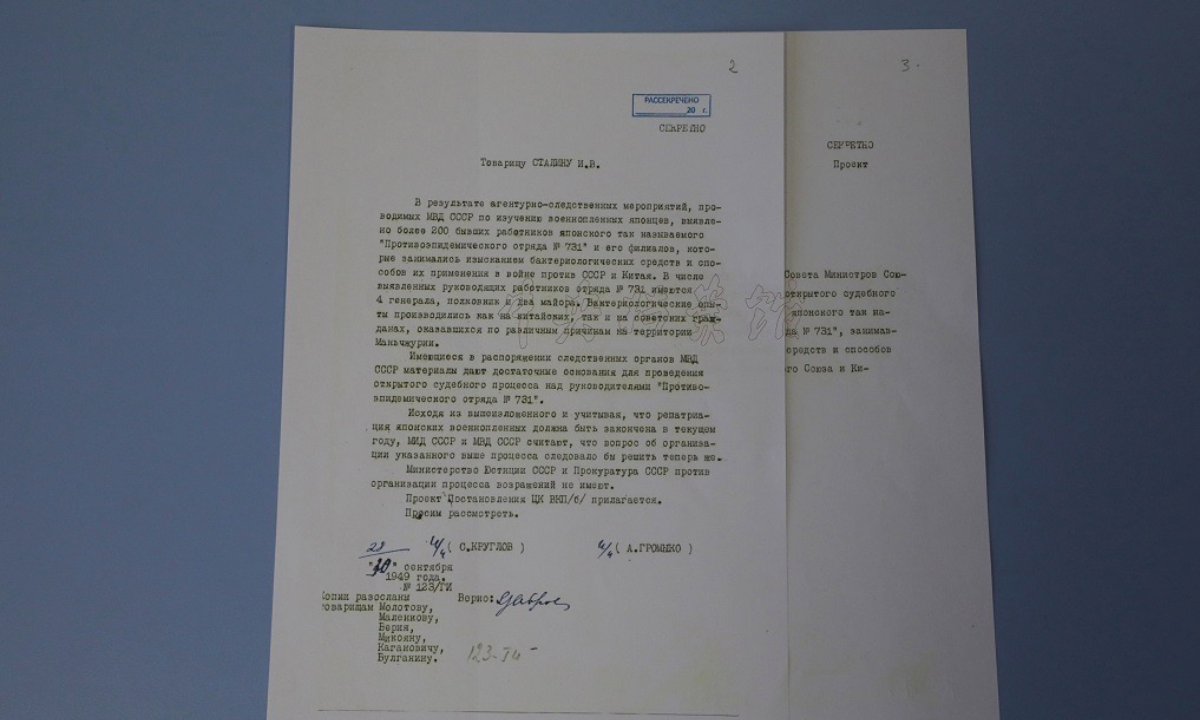 2
РАССЕКРЕЧЕНО
20 г.
СЕКРЕТНО
Товарищу СТАЛИНУ И.В.
В результате агентурно-следственных мероприятий, про-
водимых МВД СССР по изучению военнопленных японцев, выявле-
но более 200 бывших работников японского так называемого
"Противоэпидемического отряда № 731" и его филиалов, кото-
рые занимались изысканием бактериологических средств и спо-
собов их применения в войне против СССР и Китая. В число
выявленных руководящих работников отряда № 731 имеются
4 генерала, полковник и два майора. Бактериологические опы-
ты производились как на китайских, так и на советских граж-
данах, оказавшихся по различным причинам на территории
Маньчжурии.
Имеющиеся в распоряжении следственных органов МВД
СССР материалы дают достаточные основания для проведения
открытого судебного процесса над руководителями "Противо-
эпидемического отряда № 731".
Исходя из вышеизложенного и учитывая, что репатриа-
ция японских военнопленных должна быть закончена в текущем
году, МИД СССР и МВД СССР считают, что вопрос об организа-
ции указанного выше процесса следовало бы решить теперь же.
Министерство Юстиции СССР и Прокуратура СССР против
организации процесса возражений не имеют.
Проект Постановления ЦК ВКП/б/ прилагается.
Просим рассмотреть.
п/п ( С.КРУГЛОВ ) п/п ( А.ГРОМЫКО )
" " сентября
1949 года.
№ 123/ГИ
Копии разосланы
товарищам Молотову,
Маленкову,
Берия,
Микояну,
Кагановичу,
Булганину.
Верно:
3.
СЕКРЕТНО
Проект
Совета Министров Сою-
открытого судебного
японского так на-
да № 731", занимав-
средств и способов
го Союза и Ки-